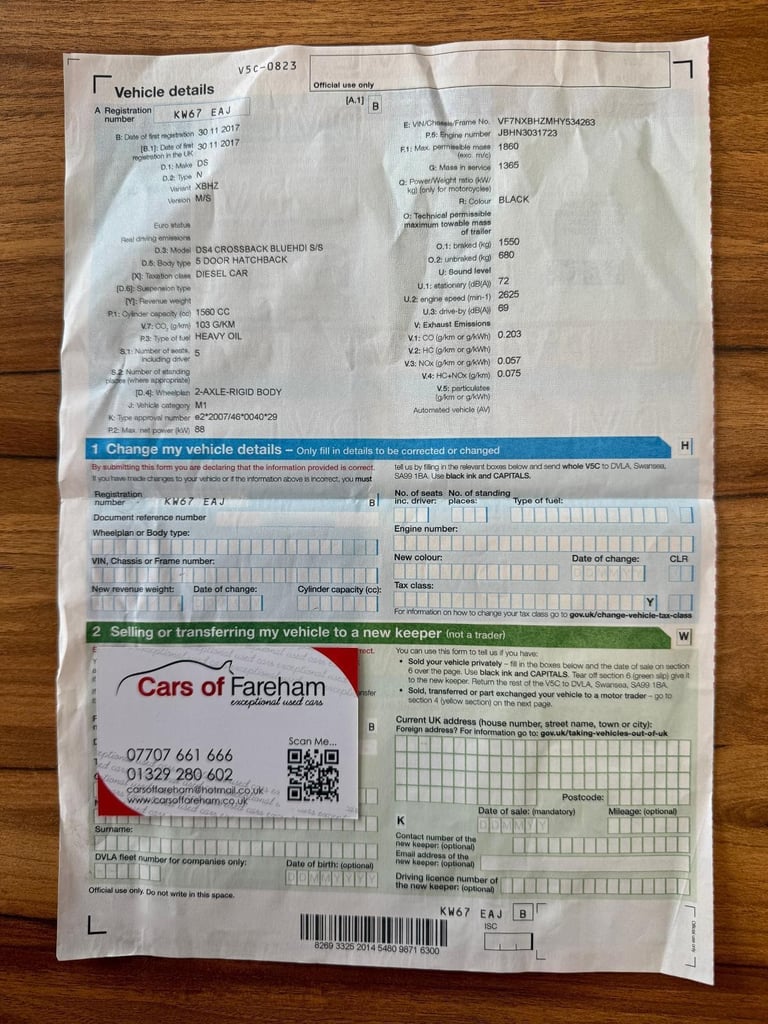 V5C-0823
Official use only
Vehicle details
A Registration number KW67 EAJ
[A.1] B
B: Date of first registration 30 11 2017
[B.1]: Date of first registration in the UK 30 11 2017
D.1: Make DS
D.2: Type N
Variant XBHZ
Version M/S
Euro status
Real driving emissions
D.3: Model DS4 CROSSBACK BLUEHDI S/S
D.5: Body type 5 DOOR HATCHBACK
[X]: Taxation class DIESEL CAR
[D.6]: Suspension type
[Y]: Revenue weight
P.1: Cylinder capacity (cc) 1560 CC
V.7: CO2 (g/km) 103 G/KM
P.3: Type of fuel HEAVY OIL
S.1: Number of seats, including driver 5
S.2: Number of standing places (where appropriate)
[D.4]: Wheelplan 2-AXLE-RIGID BODY
J: Vehicle category M1
K: Type approval number e2*2007/46*0040*29
P.2: Max. net power (kW) 88
E: VIN/Chassis/Frame No. VF7NXBHZMHY534263
P.5: Engine number JBHN3031723
F.1: Max. permissible mass (exc. m/c) 1860
G: Mass in service 1365
Q: Power/Weight ratio (kW/kg) (only for motorcycles)
R: Colour BLACK
O: Technical permissible maximum towable mass of trailer
O.1: braked (kg) 1550
O.2: unbraked (kg) 680
U: Sound level
U.1: stationary (dB(A)) 72
U.2: engine speed (min-1) 2625
U.3: drive-by (dB(A)) 69
V: Exhaust Emissions
V.1: CO (g/km or g/kWh) 0.203
V.2: HC (g/km or g/kWh)
V.3: NOx (g/km or g/kWh) 0.057
V.4: HC+NOx (g/km) 0.075
V.5: particulates (g/km or g/kWh)
Automated vehicle (AV)
1 Change my vehicle details – Only fill in details to be corrected or changed
H
By submitting this form you are declaring that the information provided is correct.
If you have made changes to your vehicle or if the information above is incorrect, you must
tell us by filling in the relevant boxes below and send whole V5C to DVLA, Swansea,
SA99 1BA. Use black ink and CAPITALS.
Registration number KW67 EAJ B
Document reference number
Wheelplan or Body type:
VIN, Chassis or Frame number:
New revenue weight: Date of change: Cylinder capacity (cc):
No. of seats inc. driver: No. of standing places: Type of fuel:
Engine number:
New colour: Date of change: CLR
Tax class:
Y
For information on how to change your tax class go to gov.uk/change-vehicle-tax-class
2 Selling or transferring my vehicle to a new keeper (not a trader)
W
You can use this form to tell us if you have:
• Sold your vehicle privately – fill in the boxes below and the date of sale on section
6 over the page. Use black ink and CAPITALS. Tear off section 6 (green slip) give it
to the new keeper. Return the rest of the V5C to DVLA, Swansea, SA99 1BA.
• Sold, transferred or part exchanged your vehicle to a motor trader – go to
section 4 (yellow section) on the next page.
Cars of Fareham
exceptional used cars
Scan Me...
07707 661 666
01329 280 602
carsoffareham@hotmail.co.uk
www.carsoffareham.co.uk
B
Current UK address (house number, street name, town or city):
Foreign address? For information go to: gov.uk/taking-vehicles-out-of-uk
Postcode:
K
Date of sale: (mandatory) Mileage: (optional)
DDMMYY
Contact number of the new keeper: (optional)
Email address of the new keeper: (optional)
Driving licence number of the new keeper: (optional)
Surname:
DVLA fleet number for companies only: Date of birth: (optional)
DDMMYYYY
Official use only. Do not write in this space.
8269 3325 2014 5480 9871 6300
KW67 EAJ B
ISC
Official use only